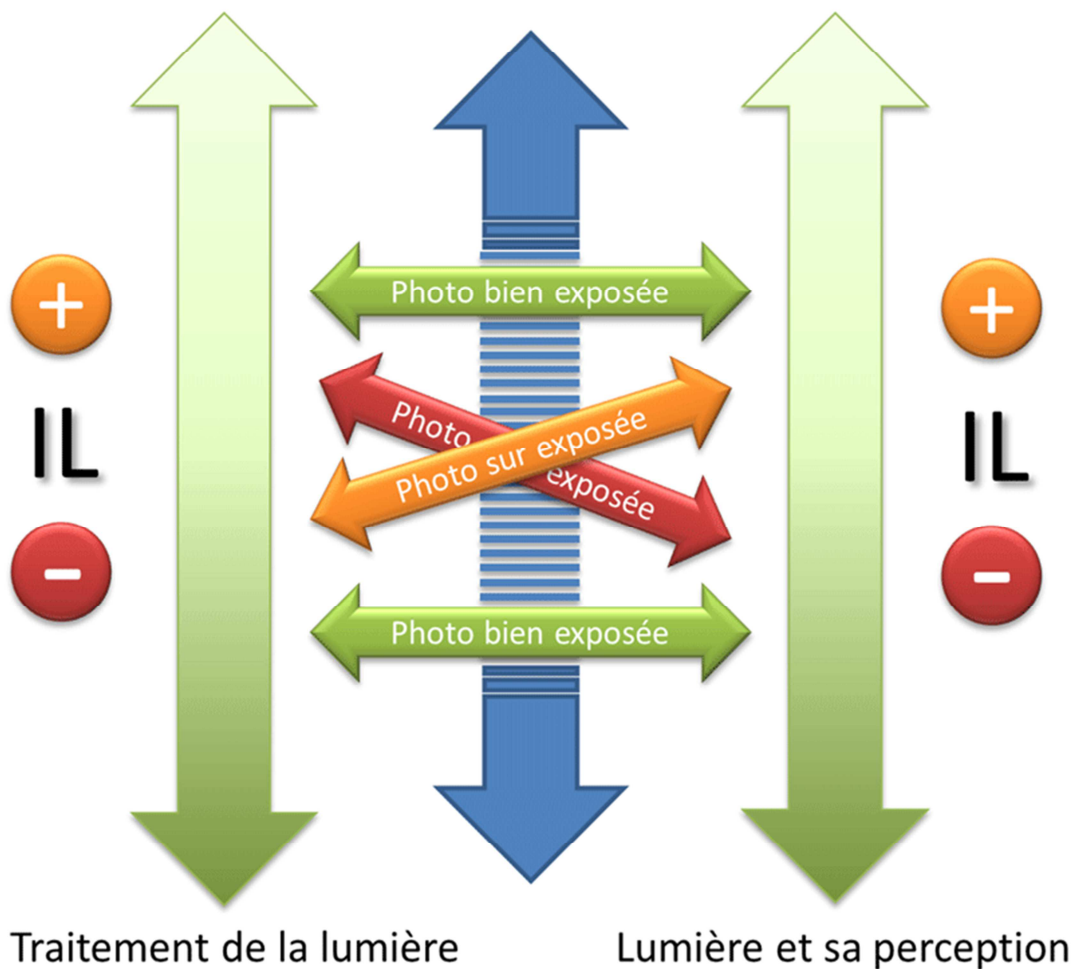 Photo bien exposée
+
+
Photo
exposée
Photo sur exposée
IL
IL
-
-
Photo bien exposée
Traitement de la lumière
Lumière et sa perception